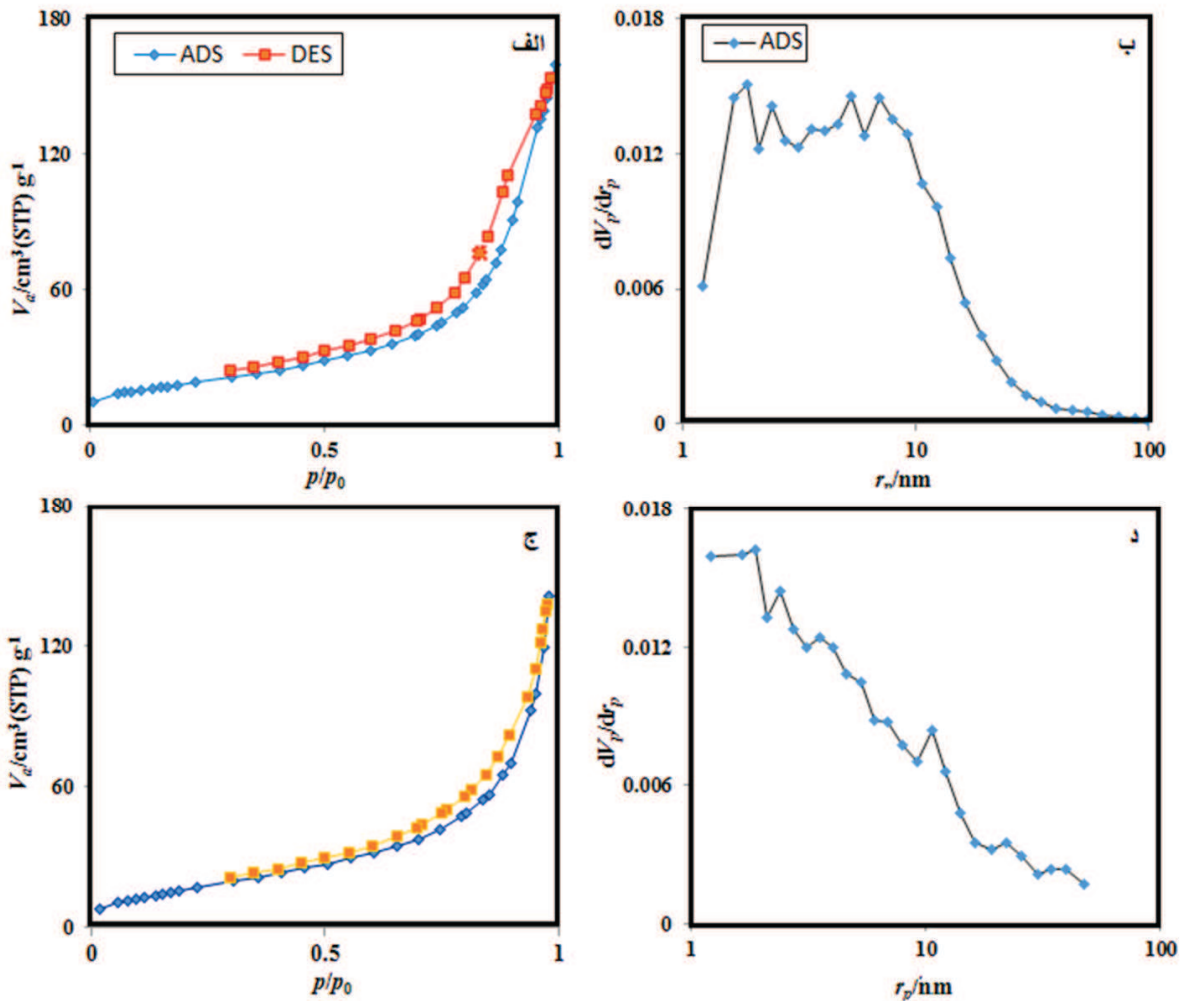 180
120
60
0
0
0.5
1
V_a/cm³(STP) g⁻¹
p/p₀
ADS
DES
الف
0.018
0.012
0.006
0
1
10
100
dV_p/dr_p
r_p/nm
ADS
ب
180
120
60
0
0
0.5
1
V_a/cm³(STP) g⁻¹
p/p₀
ج
0.018
0.012
0.006
0
1
10
100
dV_p/dr_p
r_p/nm
د